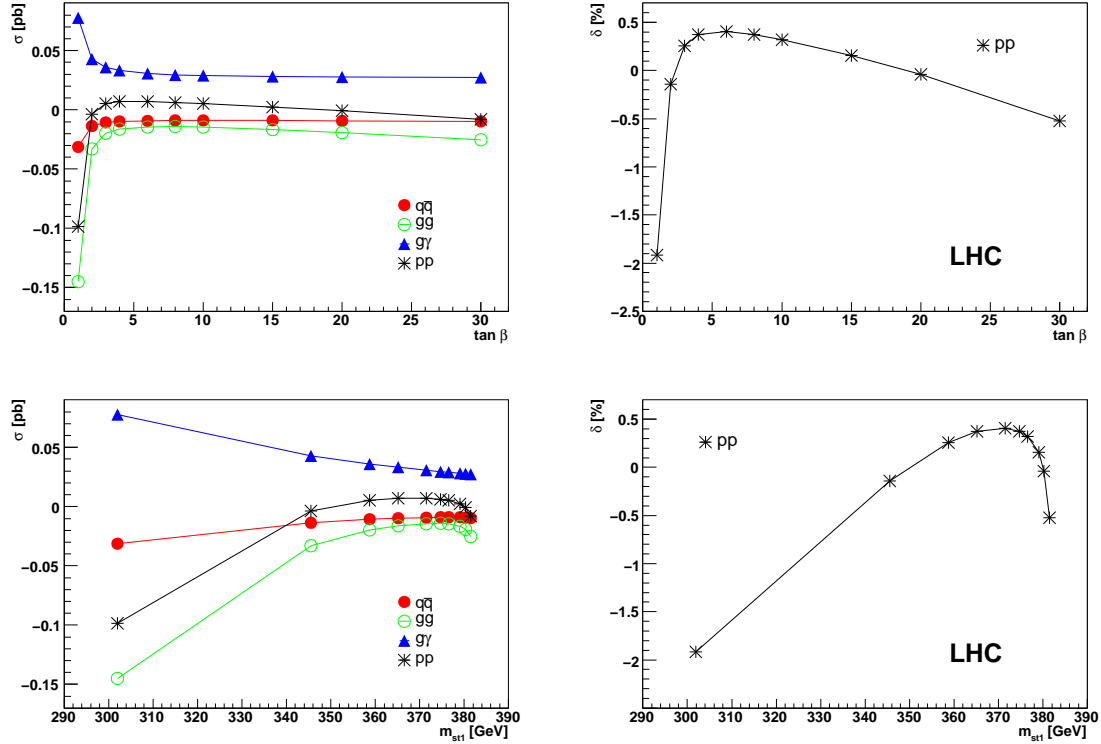 σ [pb]
0.05
0
-0.05
-0.1
-0.15
qq̅
gg
gγ
pp
0 5 10 15 20 25 30
tan β
δ [%]
0.5
0
-0.5
-1
-1.5
-2
-2.5
pp
LHC
0 5 10 15 20 25 30
tan β
σ [pb]
0.05
0
-0.05
-0.1
-0.15
qq̅
gg
gγ
pp
290 300 310 320 330 340 350 360 370 380 390
m_st1 [GeV]
δ [%]
0.5
0
-0.5
-1
-1.5
-2
pp
LHC
290 300 310 320 330 340 350 360 370 380 390
m_st1 [GeV]